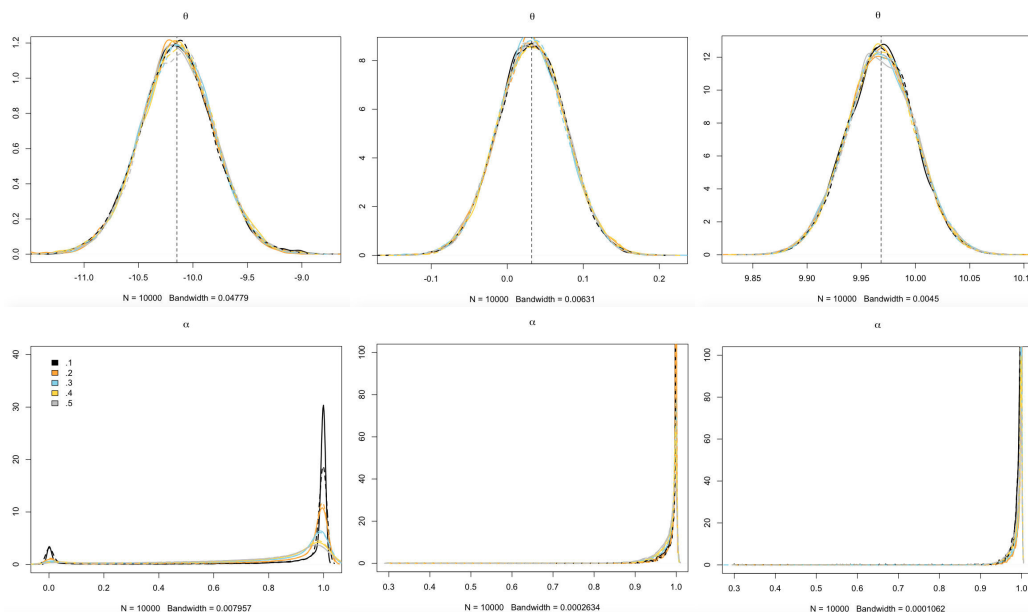 θ θ θ
1.2
1.0
0.8
0.6
0.4
0.2
0.0
-11.0 -10.5 -10.0 -9.5 -9.0
N = 10000 Bandwidth = 0.04779
8
6
4
2
0
-0.1 0.0 0.1 0.2
N = 10000 Bandwidth = 0.00631
12
10
8
6
4
2
0
9.85 9.90 9.95 10.00 10.05 10.1
N = 10000 Bandwidth = 0.0045
α α α
40
30
20
10
0
.1
.2
.3
.4
.5
0.0 0.2 0.4 0.6 0.8 1.0
N = 10000 Bandwidth = 0.007957
100
80
60
40
20
0
0.3 0.4 0.5 0.6 0.7 0.8 0.9 1.0
N = 10000 Bandwidth = 0.0002634
100
80
60
40
20
0
0.3 0.4 0.5 0.6 0.7 0.8 0.9 1.0
N = 10000 Bandwidth = 0.0001062